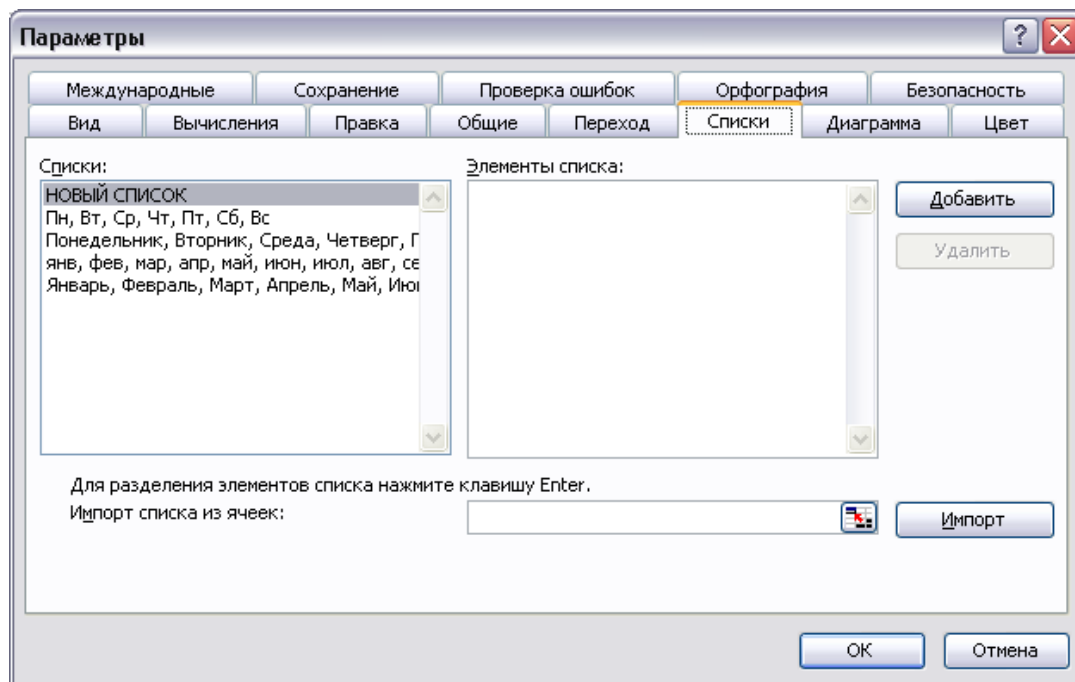 Параметры
Международные Сохранение Проверка ошибок Орфография Безопасность
Вид Вычисления Правка Общие Переход Списки Диаграмма Цвет
Списки: Элементы списка:
НОВЫЙ СПИСОК
Пн, Вт, Ср, Чт, Пт, Сб, Вс
Понедельник, Вторник, Среда, Четверг, П
янв, фев, мар, апр, май, июн, июл, авг, се
Январь, Февраль, Март, Апрель, Май, Ию
Добавить
Удалить
Для разделения элементов списка нажмите клавишу Enter.
Импорт списка из ячеек: Импорт
ОК Отмена